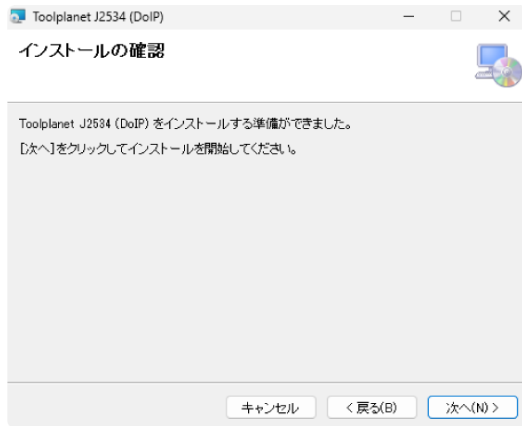 Toolplanet J2534 (DoIP)
インストールの確認
Toolplanet J2534 (DoIP) をインストールする準備ができました。
[次へ]をクリックしてインストールを開始してください。
キャンセル
< 戻る(B)
次へ(N) >